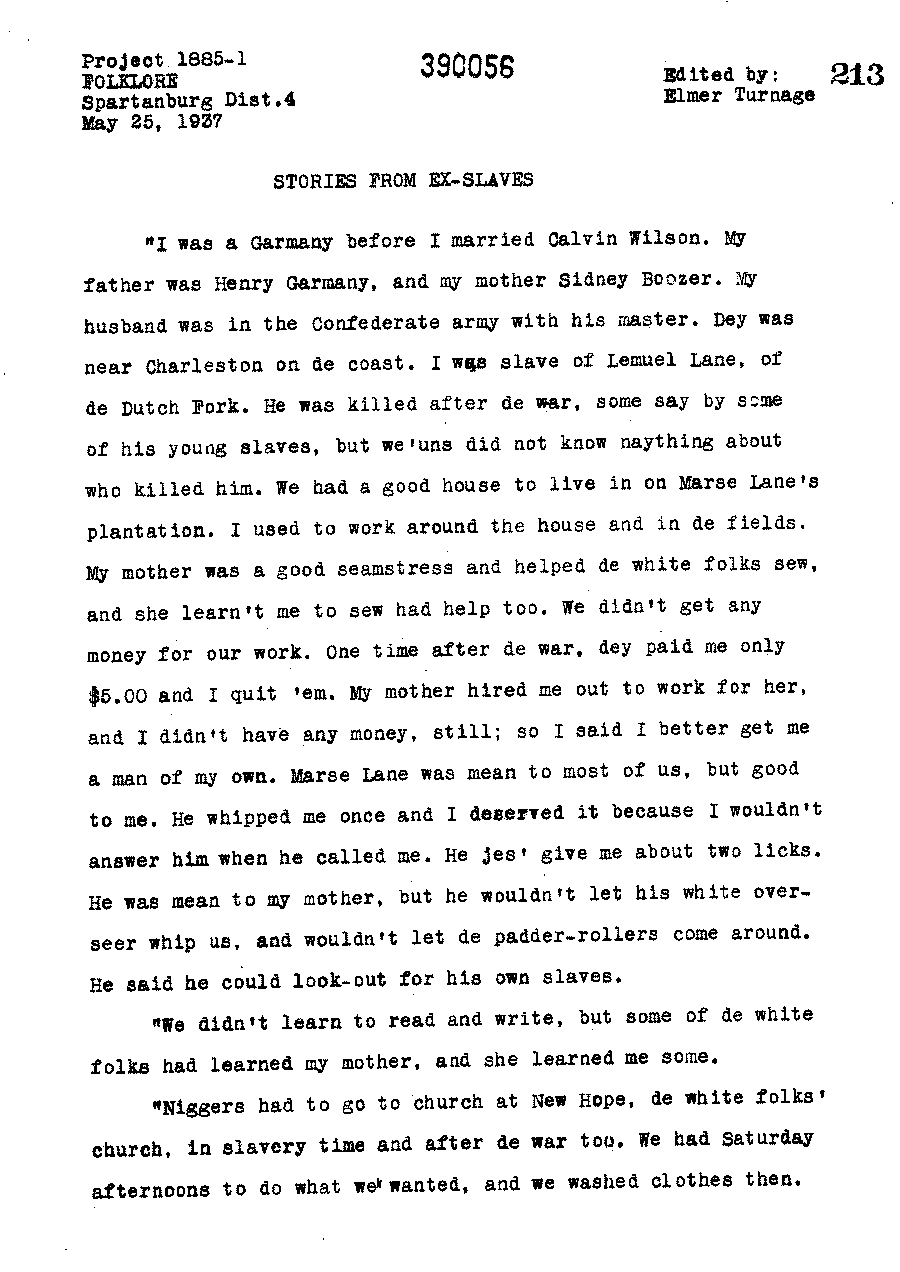 Project 1885-1
FOLKLORE
Spartanburg Dist.4
May 25, 1937
390056
Edited by:
Elmer Turnage
213
STORIES FROM EX-SLAVES
"I was a Garmany before I married Calvin Wilson. My
father was Henry Garmany, and my mother Sidney Boozer. My
husband was in the Confederate army with his master. Dey was
near Charleston on de coast. I was slave of Lemuel Lane, of
de Dutch Fork. He was killed after de war, some say by some
of his young slaves, but we'uns did not know naything about
who killed him. We had a good house to live in on Marse Lane's
plantation. I used to work around the house and in de fields.
My mother was a good seamstress and helped de white folks sew,
and she learn't me to sew had help too. We didn't get any
money for our work. One time after de war, dey paid me only
$5.00 and I quit 'em. My mother hired me out to work for her,
and I didn't have any money, still; so I said I better get me
a man of my own. Marse Lane was mean to most of us, but good
to me. He whipped me once and I deserved it because I wouldn't
answer him when he called me. He jes' give me about two licks.
He was mean to my mother, but he wouldn't let his white over-
seer whip us, and wouldn't let de padder-rollers come around.
He said he could look-out for his own slaves.
"We didn't learn to read and write, but some of de white
folks had learned my mother, and she learned me some.
"Niggers had to go to church at New Hope, de white folks'
church, in slavery time and after de war too. We had Saturday
afternoons to do what we wanted, and we washed clothes then.